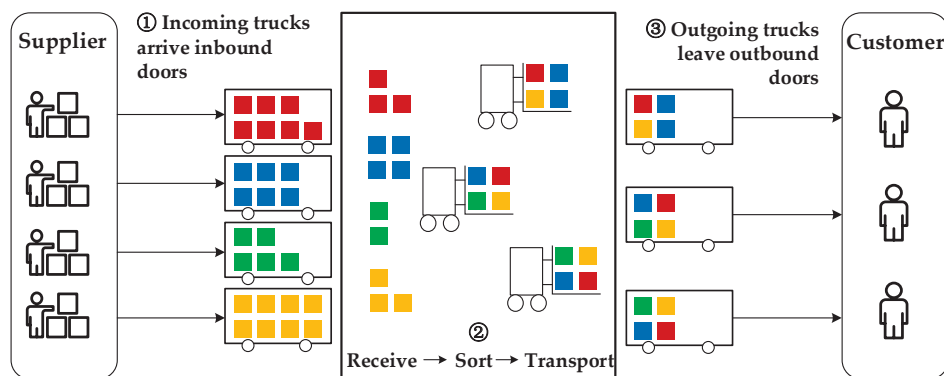 Supplier
① Incoming trucks
arrive inbound
doors
②
Receive → Sort → Transport
③ Outgoing trucks
leave outbound
doors
Customer